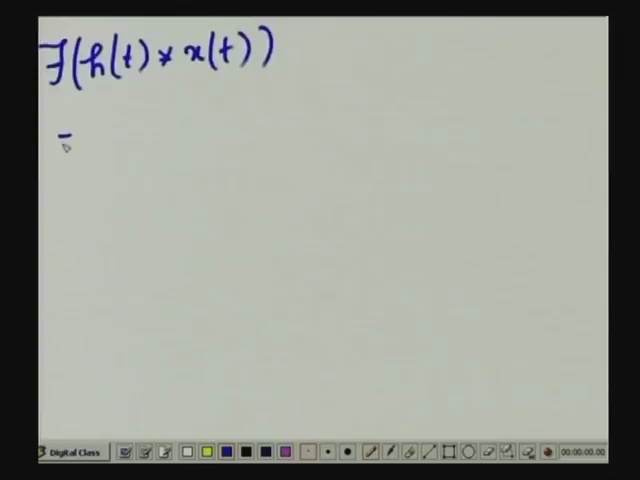 ℱ(h(t) * x(t))
-
Digital Class 00:00:00.00